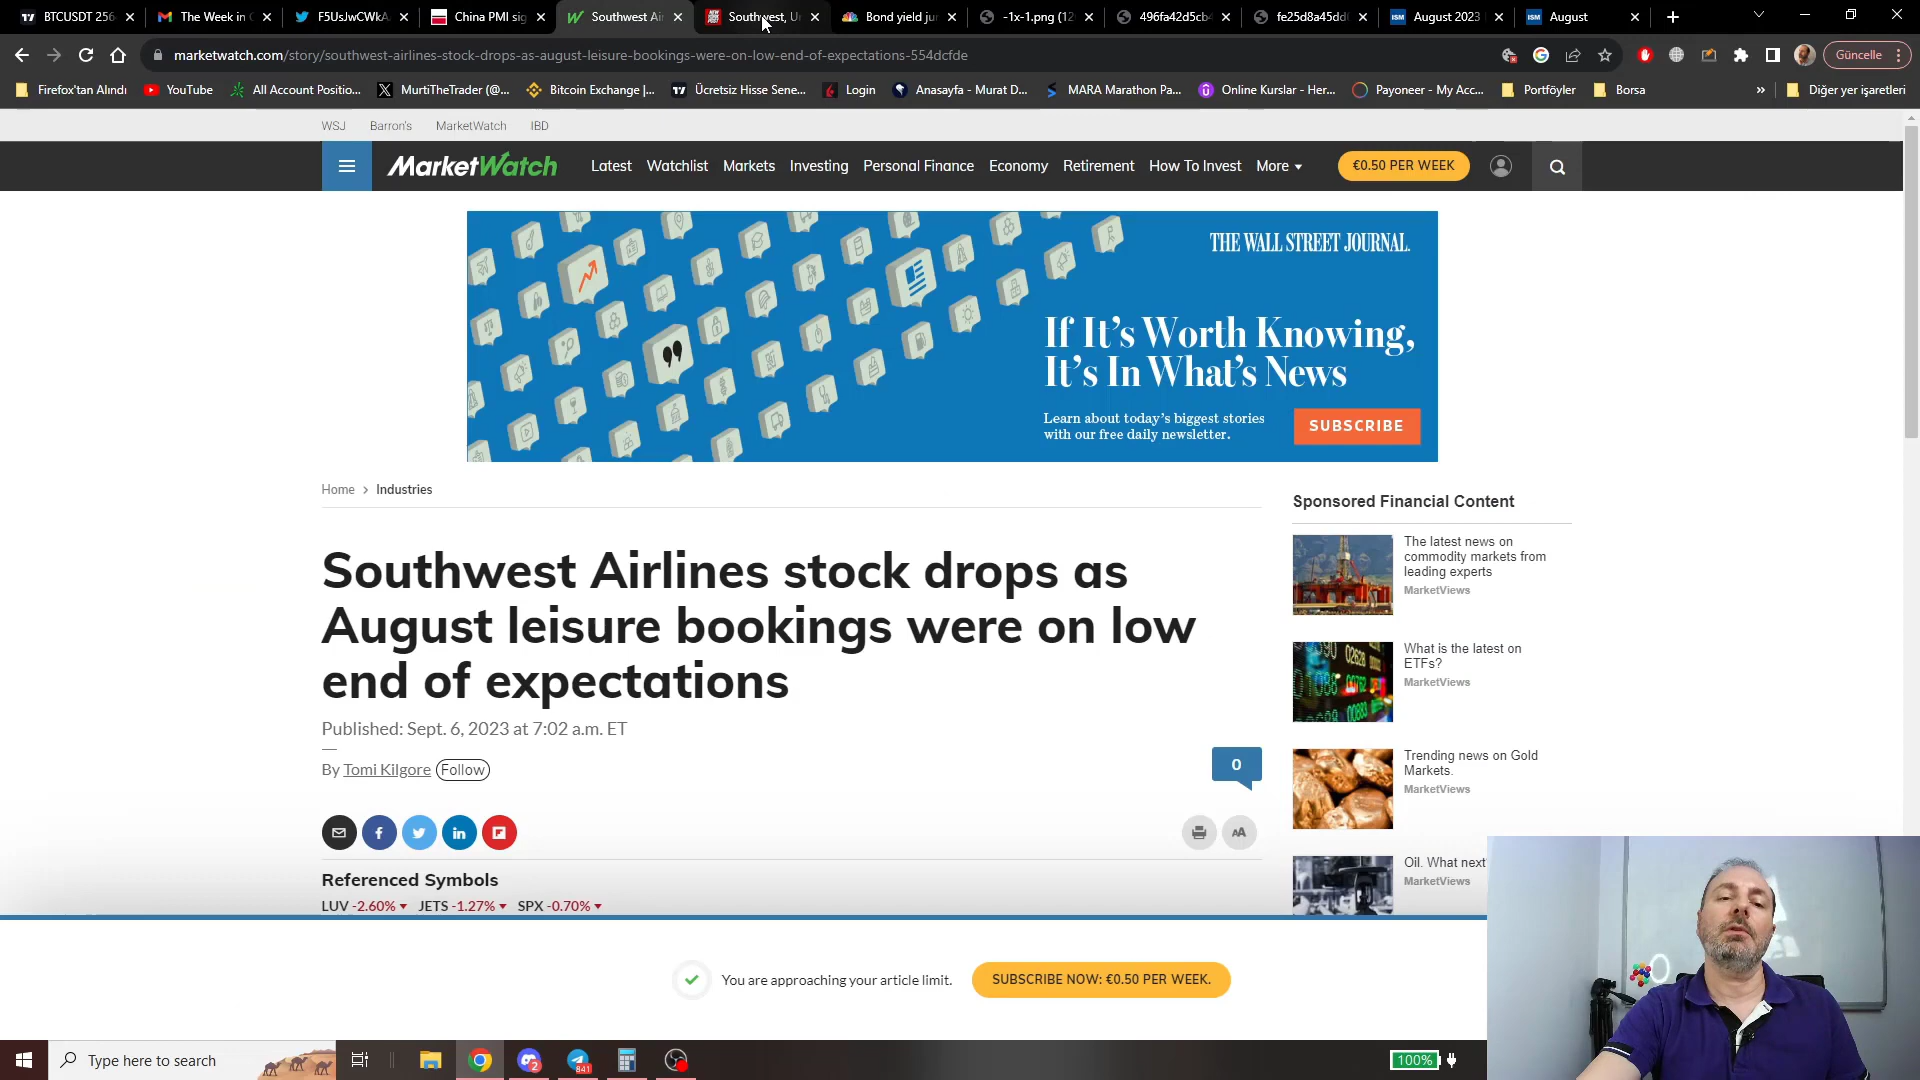 BTCUSDT 256
The Week in
F5UsJwCWkA
China PMI sig
Southwest Air
Southwest, U
Bond yield ju
-1x-1.png (12
496fa42d5cb
fe25d8a45dd
August 2023
August
marketwatch.com/story/southwest-airlines-stock-drops-as-august-leisure-bookings-were-on-low-end-of-expectations-554dcfde
Güncelle
Firefox'tan Alındı
YouTube
All Account Positio...
MurtiTheTrader (@...
Bitcoin Exchange |...
Ücretsiz Hisse Sene...
Login
Anasayfa - Murat D...
MARA Marathon Pa...
Online Kurslar - Her...
Payoneer - My Acc...
Portföyler
Borsa
»
Diğer yer işaretleri
WSJ Barron's MarketWatch IBD
MarketWatch
Latest Watchlist Markets Investing Personal Finance Economy Retirement How To Invest More
€0.50 PER WEEK
THE WALL STREET JOURNAL.
If It's Worth Knowing,
It's In What's News
Learn about today's biggest stories
with our free daily newsletter.
SUBSCRIBE
Home > Industries
Southwest Airlines stock drops as
August leisure bookings were on low
end of expectations
Published: Sept. 6, 2023 at 7:02 a.m. ET
By Tomi Kilgore Follow
0
AA
Referenced Symbols
LUV -2.60% JETS -1.27% SPX -0.70%
Sponsored Financial Content
The latest news on
commodity markets from
leading experts
MarketViews
What is the latest on
ETFs?
MarketViews
Trending news on Gold
Markets.
MarketViews
Oil. What next
MarketViews
You are approaching your article limit.
SUBSCRIBE NOW: €0.50 PER WEEK.
Type here to search
2
841
100%